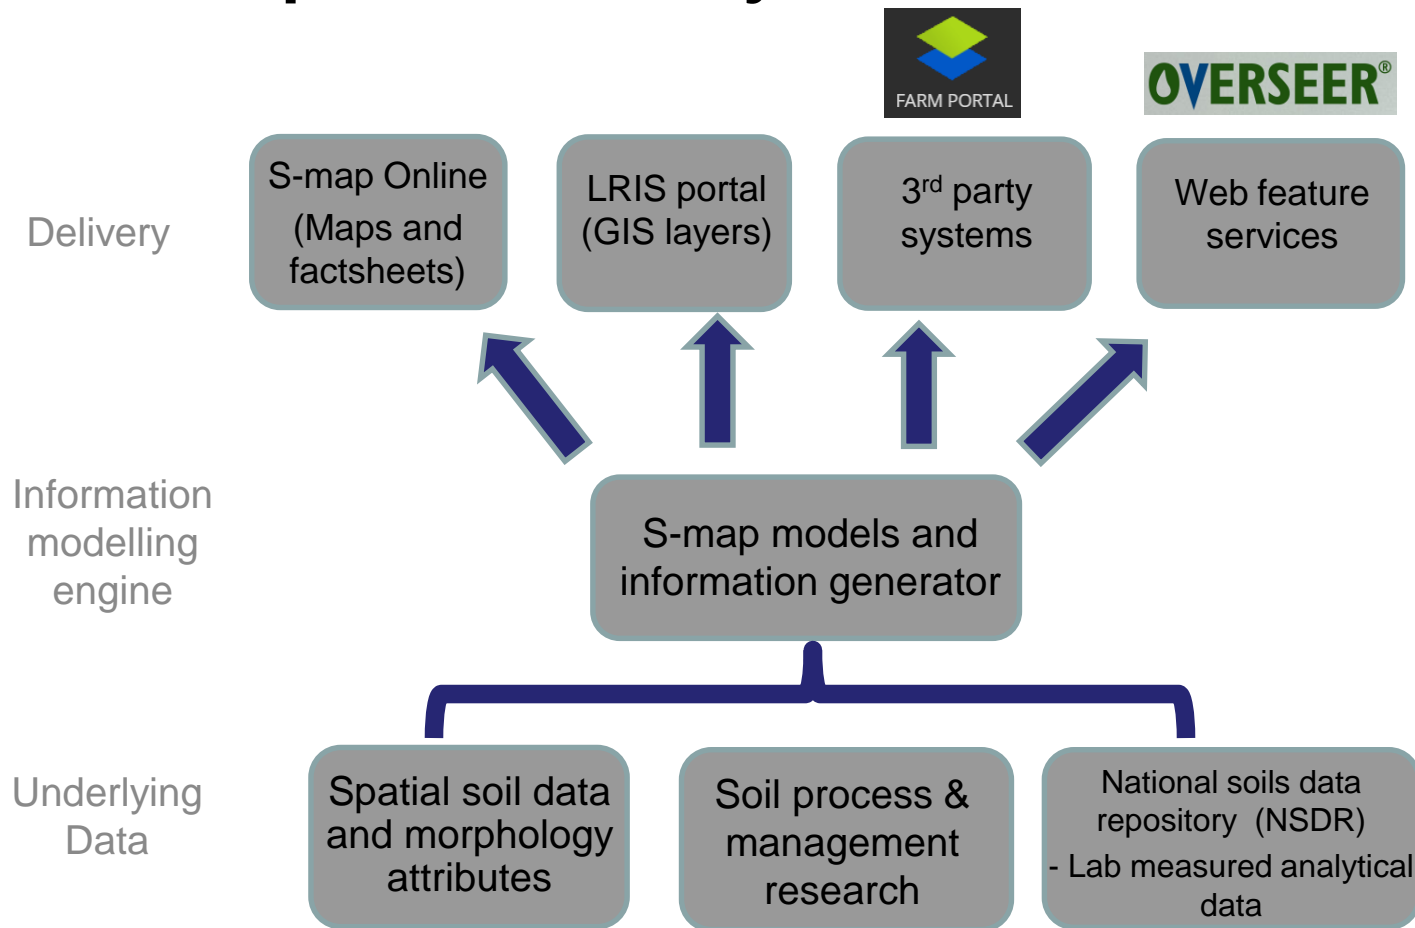 FARM PORTAL
OVERSEER®
Delivery
S-map Online
(Maps and
factsheets)
LRIS portal
(GIS layers)
3rd party
systems
Web feature
services
Information
modelling
engine
S-map models and
information generator
Underlying
Data
Spatial soil data
and morphology
attributes
Soil process &
management
research
National soils data
repository (NSDR)
- Lab measured analytical
data